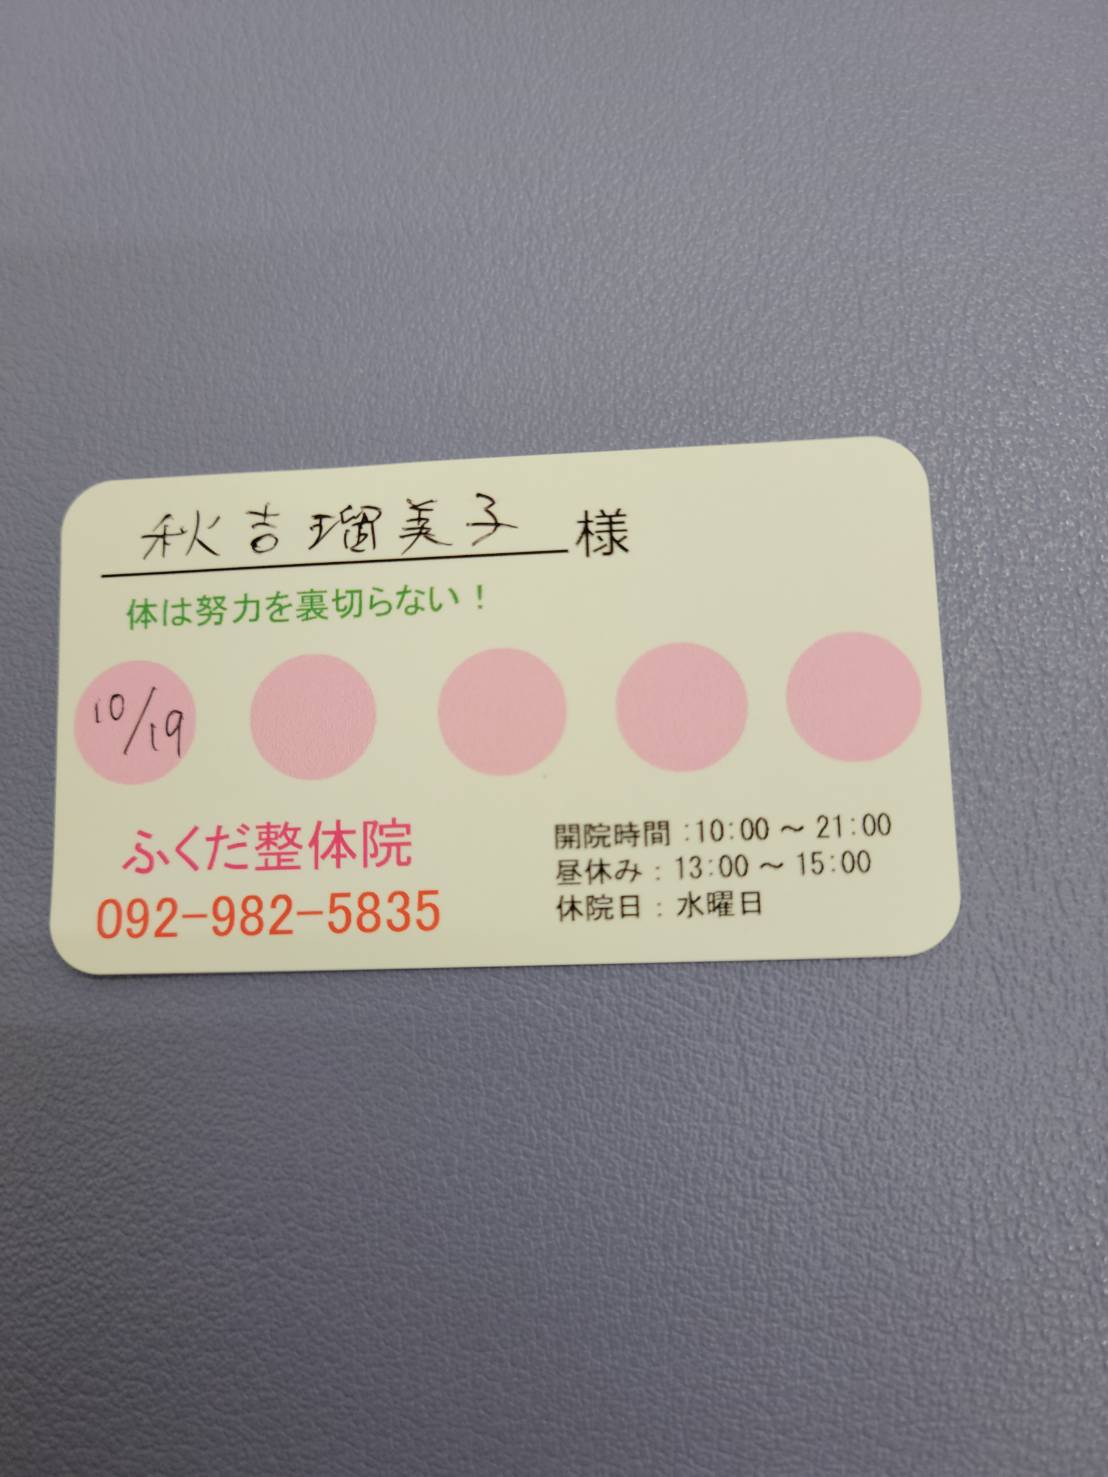 秋吉瑠美子 様
体は努力を裏切らない！
10/19
ふくだ整体院
092-982-5835
開院時間：10:00 ～ 21:00
昼休み：13:00 ～ 15:00
休院日：水曜日